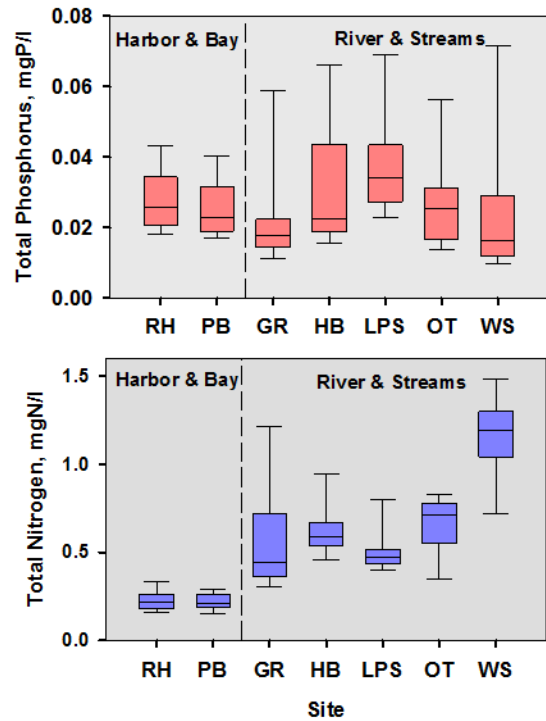 0.08
Harbor & Bay
River & Streams
0.06
0.04
0.02
0.00
Total Phosphorus, mgP/l
RH PB GR HB LPS OT WS
1.5
Harbor & Bay
River & Streams
1.0
0.5
0.0
Total Nitrogen, mgN/l
RH PB GR HB LPS OT WS
Site